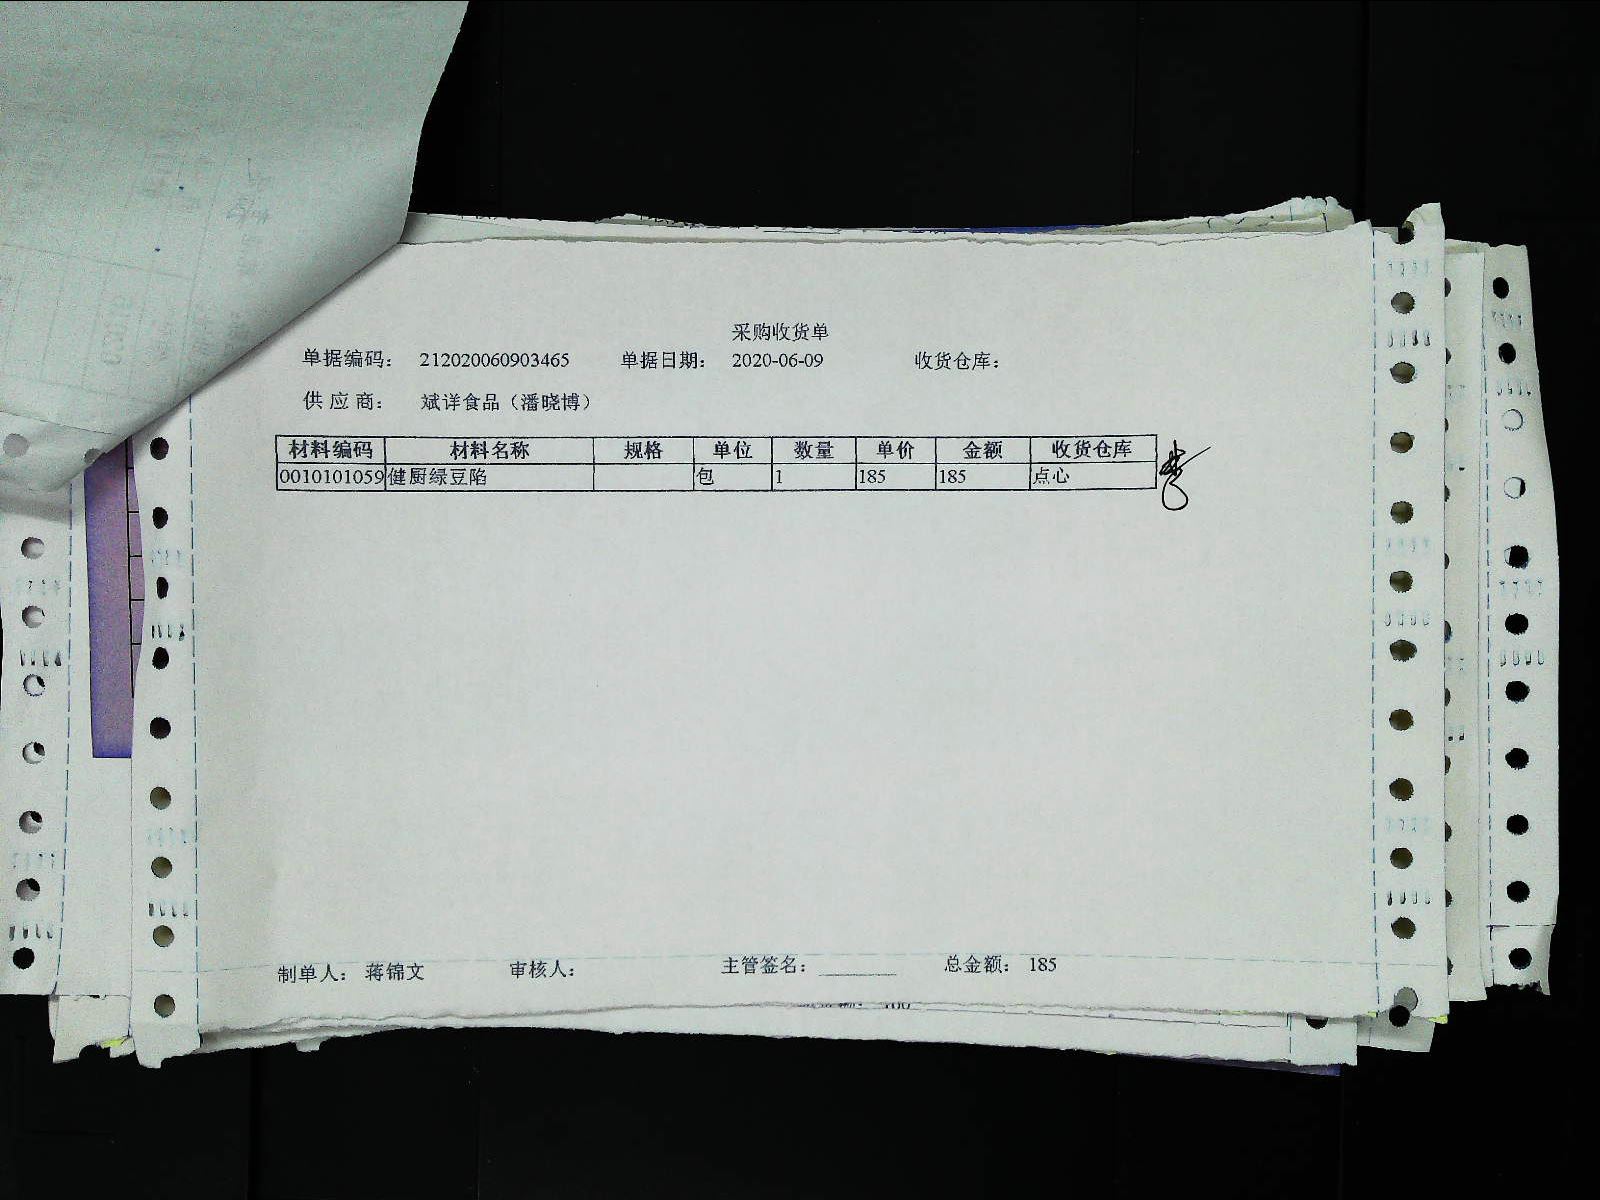 采购收货单
单据编码： 212020060903465 单据日期： 2020-06-09 收货仓库：
供应商： 斌详食品（潘晓博）
材料编码 材料名称 规格 单位 数量 单价 金额 收货仓库
0010101059 健厨绿豆陷 包 1 185 185 点心
制单人： 蒋锦文 审核人： 主管签名： ________ 总金额： 185